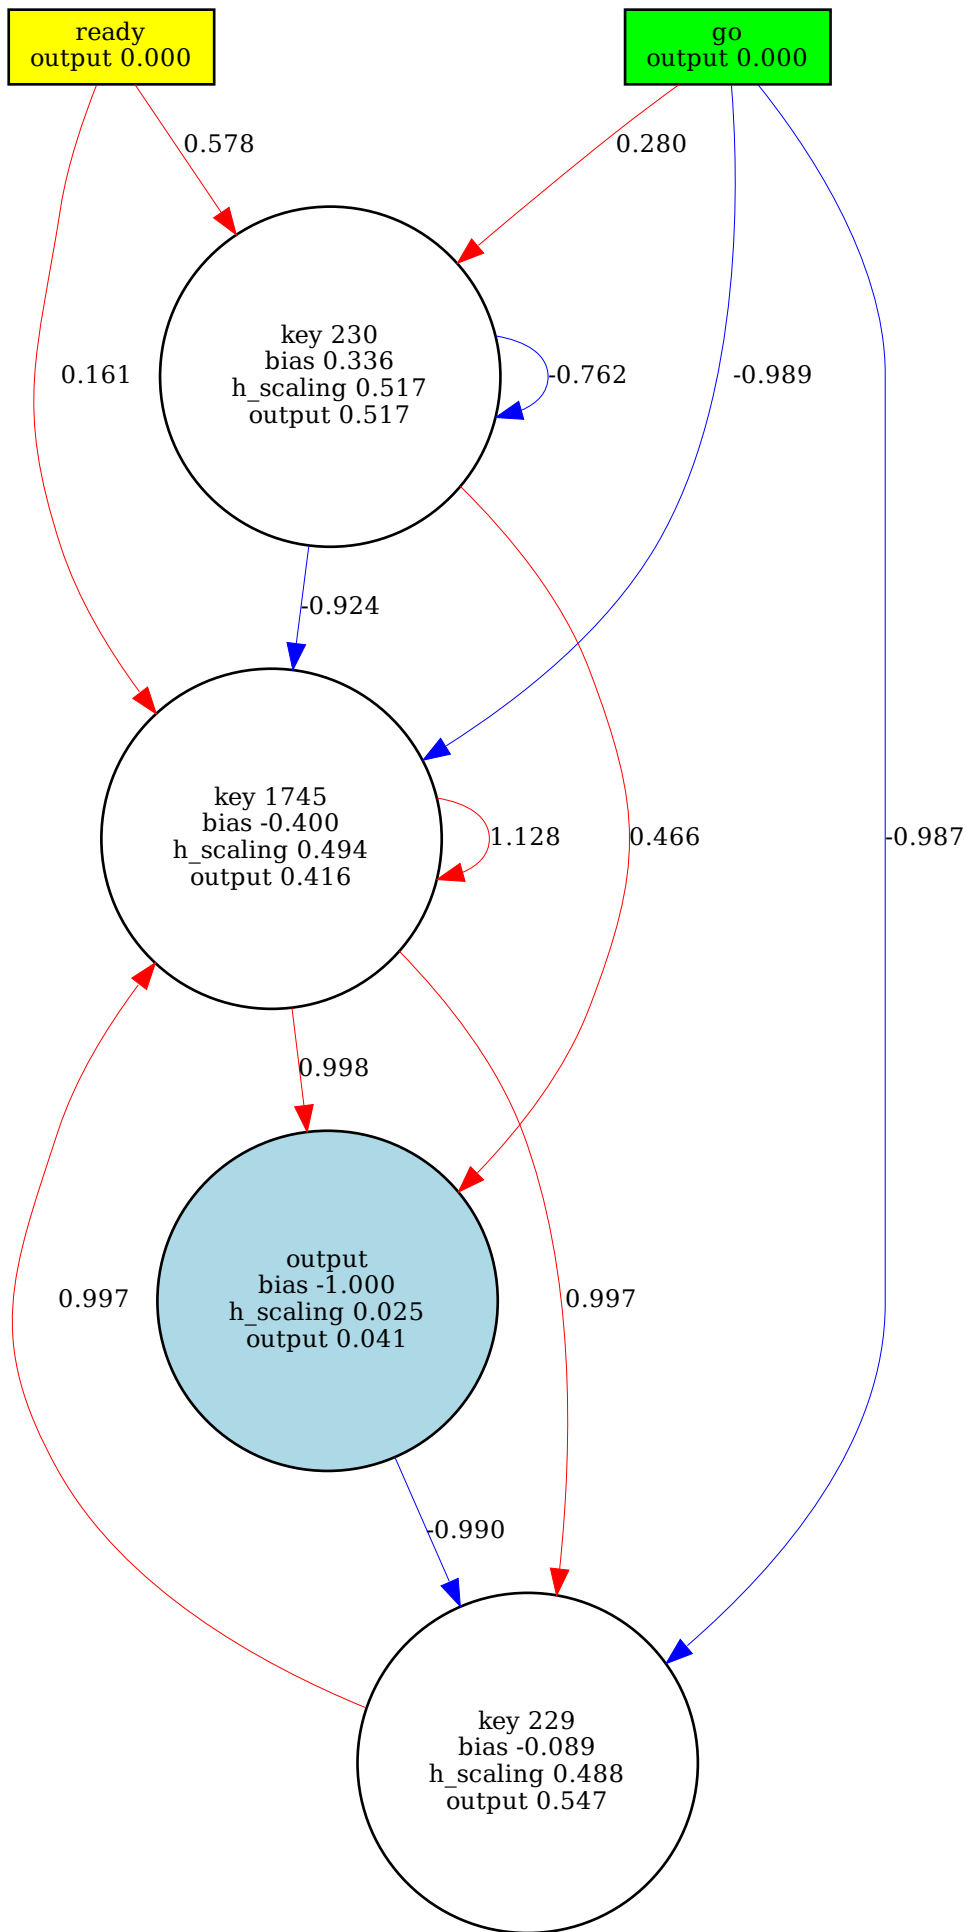 ready
output 0.000
go
output 0.000
0.578
0.280
key 230
bias 0.336
h_scaling 0.517
output 0.517
0.161
-0.762
-0.989
-0.924
key 1745
bias -0.400
h_scaling 0.494
output 0.416
1.128
0.466
-0.987
0.998
output
bias -1.000
h_scaling 0.025
output 0.041
0.997
0.997
-0.990
key 229
bias -0.089
h_scaling 0.488
output 0.547